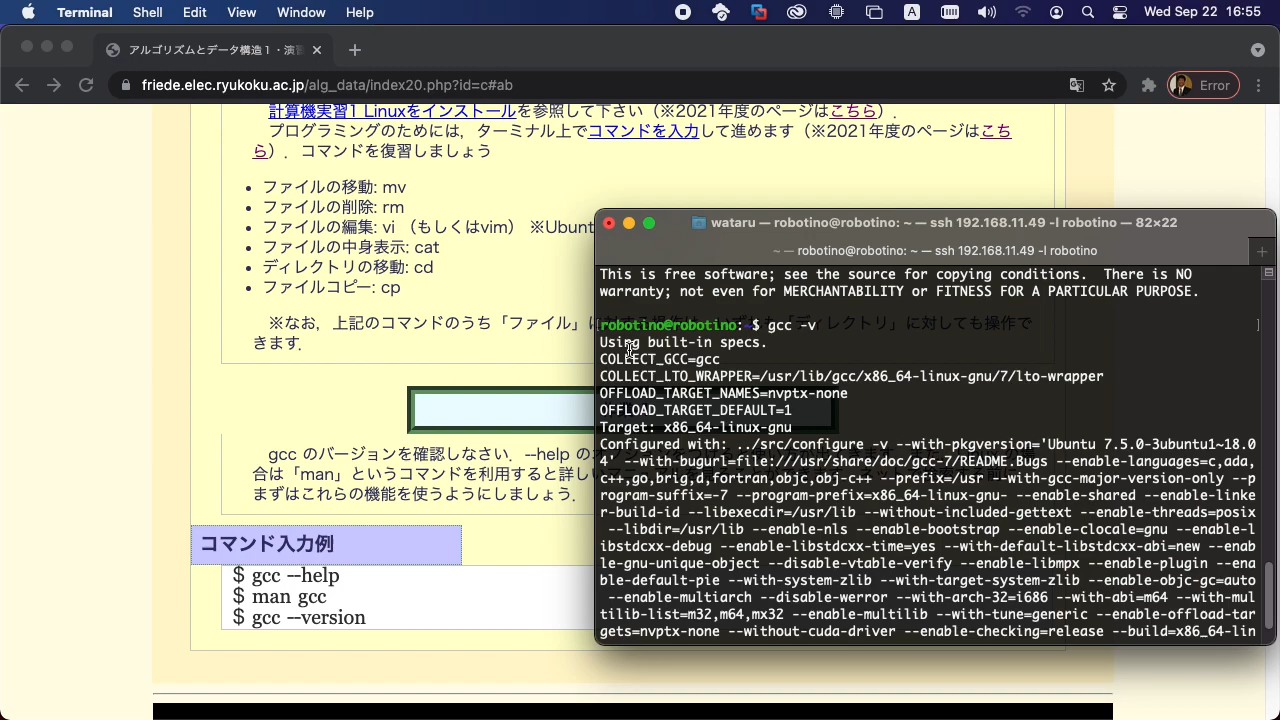 Terminal Shell Edit View Window Help A Wed Sep 22 16:55
アルゴリズムとデータ構造１・演
friede.elec.ryukoku.ac.jp/alg_data/index20.php?id=c#ab Error
計算機実習1 Linuxをインストールを参照して下さい（※2021年度のページはこちら）．
プログラミングのためには，ターミナル上でコマンドを入力して進めます（※2021年度のページはこち
ら）．コマンドを復習しましょう
• ファイルの移動: mv
• ファイルの削除: rm
• ファイルの編集: vi （もしくはvim） ※Ubunt
• ファイルの中身表示: cat
• ディレクトリの移動: cd
• ファイルコピー: cp
※なお，上記のコマンドのうち「ファイル」に「ディレクトリ」に対しても操作で
きます．
gcc のバージョンを確認しなさい．--help の
合は「man」というコマンドを利用すると詳しい
まずはこれらの機能を使うようにしましょう．
コマンド入力例
$ gcc --help
$ man gcc
$ gcc --version
wataru — robotino@robotino: ~ — ssh 192.168.11.49 -l robotino — 82×22
~ — robotino@robotino: ~ — ssh 192.168.11.49 -l robotino
This is free software; see the source for copying conditions.  There is NO
warranty; not even for MERCHANTABILITY or FITNESS FOR A PARTICULAR PURPOSE.
robotino@robotino:~$ gcc -v
Using built-in specs.
COLLECT_GCC=gcc
COLLECT_LTO_WRAPPER=/usr/lib/gcc/x86_64-linux-gnu/7/lto-wrapper
OFFLOAD_TARGET_NAMES=nvptx-none
OFFLOAD_TARGET_DEFAULT=1
Target: x86_64-linux-gnu
Configured with: ../src/configure -v --with-pkgversion='Ubuntu 7.5.0-3ubuntu1~18.0
4' --with-bugurl=file:///usr/share/doc/gcc-7/README.Bugs --enable-languages=c,ada,
c++,go,brig,d,fortran,objc,obj-c++ --prefix=/usr --with-gcc-major-version-only --p
rogram-suffix=-7 --program-prefix=x86_64-linux-gnu- --enable-shared --enable-linke
r-build-id --libexecdir=/usr/lib --without-included-gettext --enable-threads=posix
--libdir=/usr/lib --enable-nls --enable-bootstrap --enable-clocale=gnu --enable-l
ibstdcxx-debug --enable-libstdcxx-time=yes --with-default-libstdcxx-abi=new --enab
le-gnu-unique-object --disable-vtable-verify --enable-libmpx --enable-plugin --ena
ble-default-pie --with-system-zlib --with-target-system-zlib --enable-objc-gc=auto
--enable-multiarch --disable-werror --with-arch-32=i686 --with-abi=m64 --with-mul
tilib-list=m32,m64,mx32 --enable-multilib --with-tune=generic --enable-offload-tar
gets=nvptx-none --without-cuda-driver --enable-checking=release --build=x86_64-lin